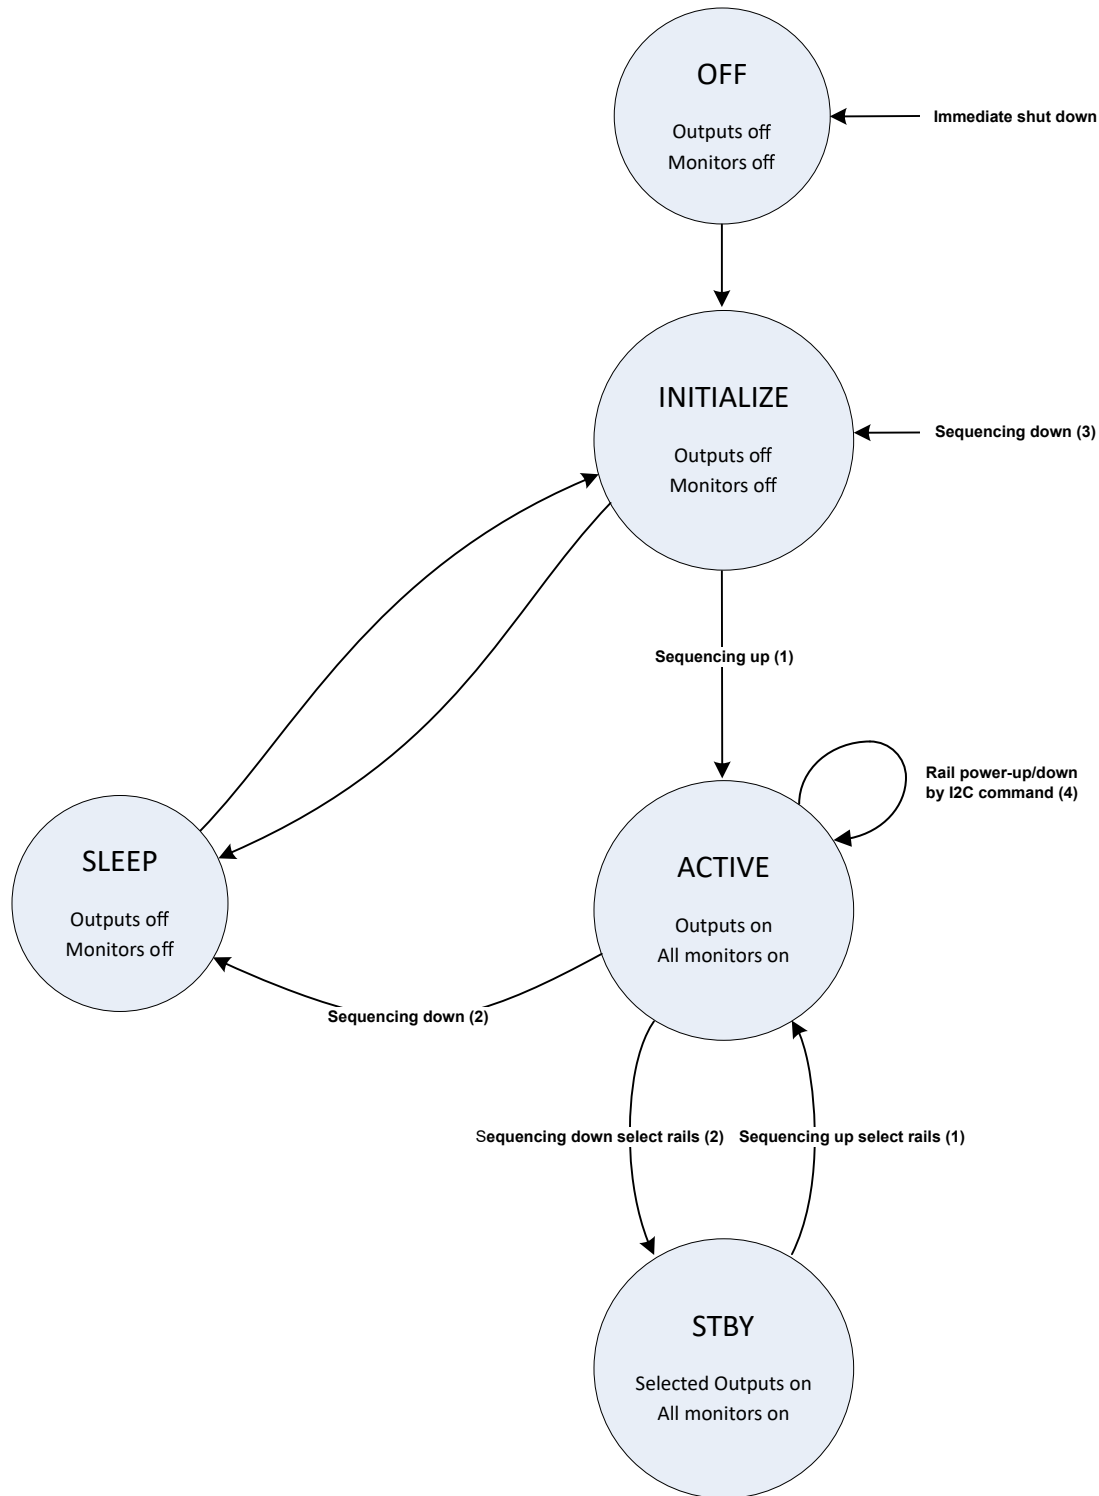 OFF
Outputs off
Monitors off
Immediate shut down
INITIALIZE
Outputs off
Monitors off
Sequencing down (3)
Sequencing up (1)
Rail power-up/down
by I2C command (4)
SLEEP
Outputs off
Monitors off
ACTIVE
Outputs on
All monitors on
Sequencing down (2)
Sequencing down select rails (2)
Sequencing up select rails (1)
STBY
Selected Outputs on
All monitors on